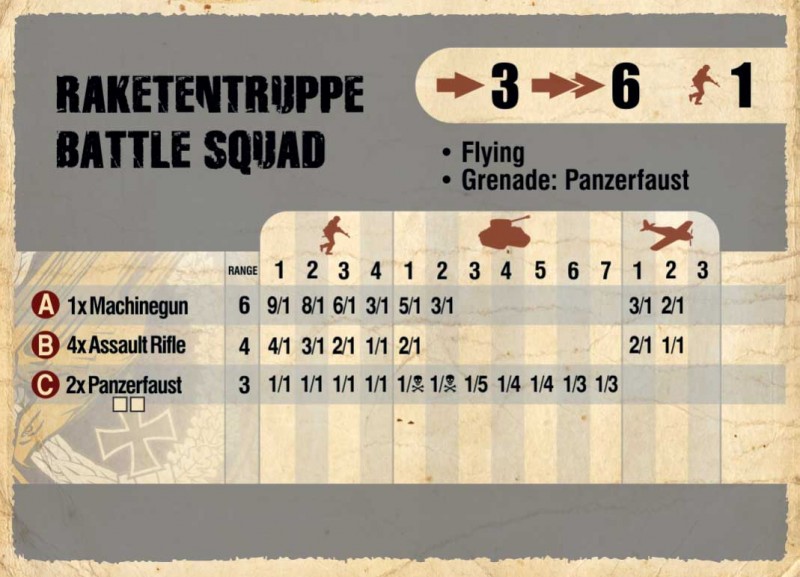 RAKETENTRUPPE
BATTLE SQUAD
3 6 1
• Flying
• Grenade: Panzerfaust
RANGE 1 2 3 4 1 2 3 4 5 6 7 1 2 3
A 1x Machinegun 6 9/1 8/1 6/1 3/1 5/1 3/1 3/1 2/1
B 4x Assault Rifle 4 4/1 3/1 2/1 1/1 2/1 2/1 1/1
C 2x Panzerfaust 3 1/1 1/1 1/1 1/1 1/☠ 1/☠ 1/5 1/4 1/4 1/3 1/3